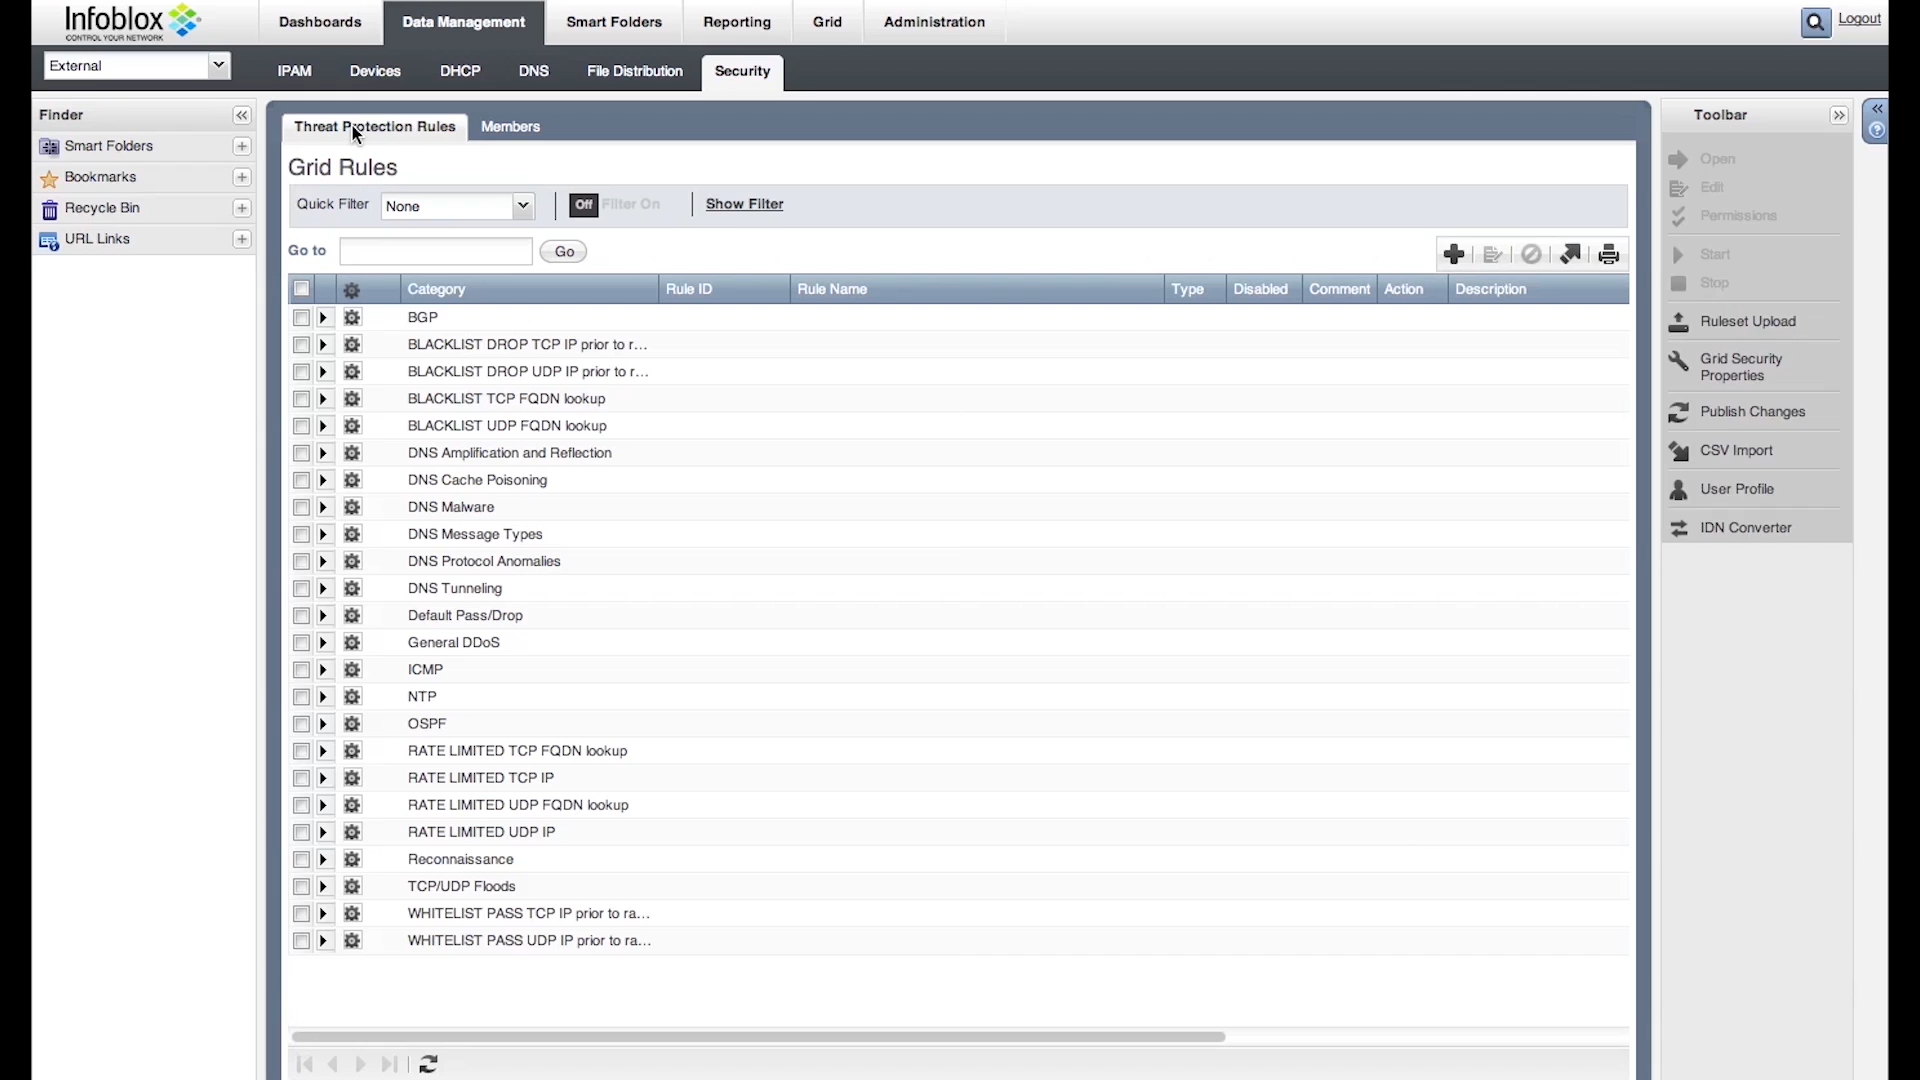 Infoblox
CONTROL YOUR NETWORK
Dashboards Data Management Smart Folders Reporting Grid Administration Logout
External
IPAM Devices DHCP DNS File Distribution Security
Finder
Smart Folders
Bookmarks
Recycle Bin
URL Links
Threat Protection Rules Members
Grid Rules
Quick Filter None Off Filter On Show Filter
Go to Go
Category Rule ID Rule Name Type Disabled Comment Action Description
BGP
BLACKLIST DROP TCP IP prior to r...
BLACKLIST DROP UDP IP prior to r...
BLACKLIST TCP FQDN lookup
BLACKLIST UDP FQDN lookup
DNS Amplification and Reflection
DNS Cache Poisoning
DNS Malware
DNS Message Types
DNS Protocol Anomalies
DNS Tunneling
Default Pass/Drop
General DDoS
ICMP
NTP
OSPF
RATE LIMITED TCP FQDN lookup
RATE LIMITED TCP IP
RATE LIMITED UDP FQDN lookup
RATE LIMITED UDP IP
Reconnaissance
TCP/UDP Floods
WHITELIST PASS TCP IP prior to ra...
WHITELIST PASS UDP IP prior to ra...
Toolbar
Open
Edit
Permissions
Start
Stop
Ruleset Upload
Grid Security
Properties
Publish Changes
CSV Import
User Profile
IDN Converter